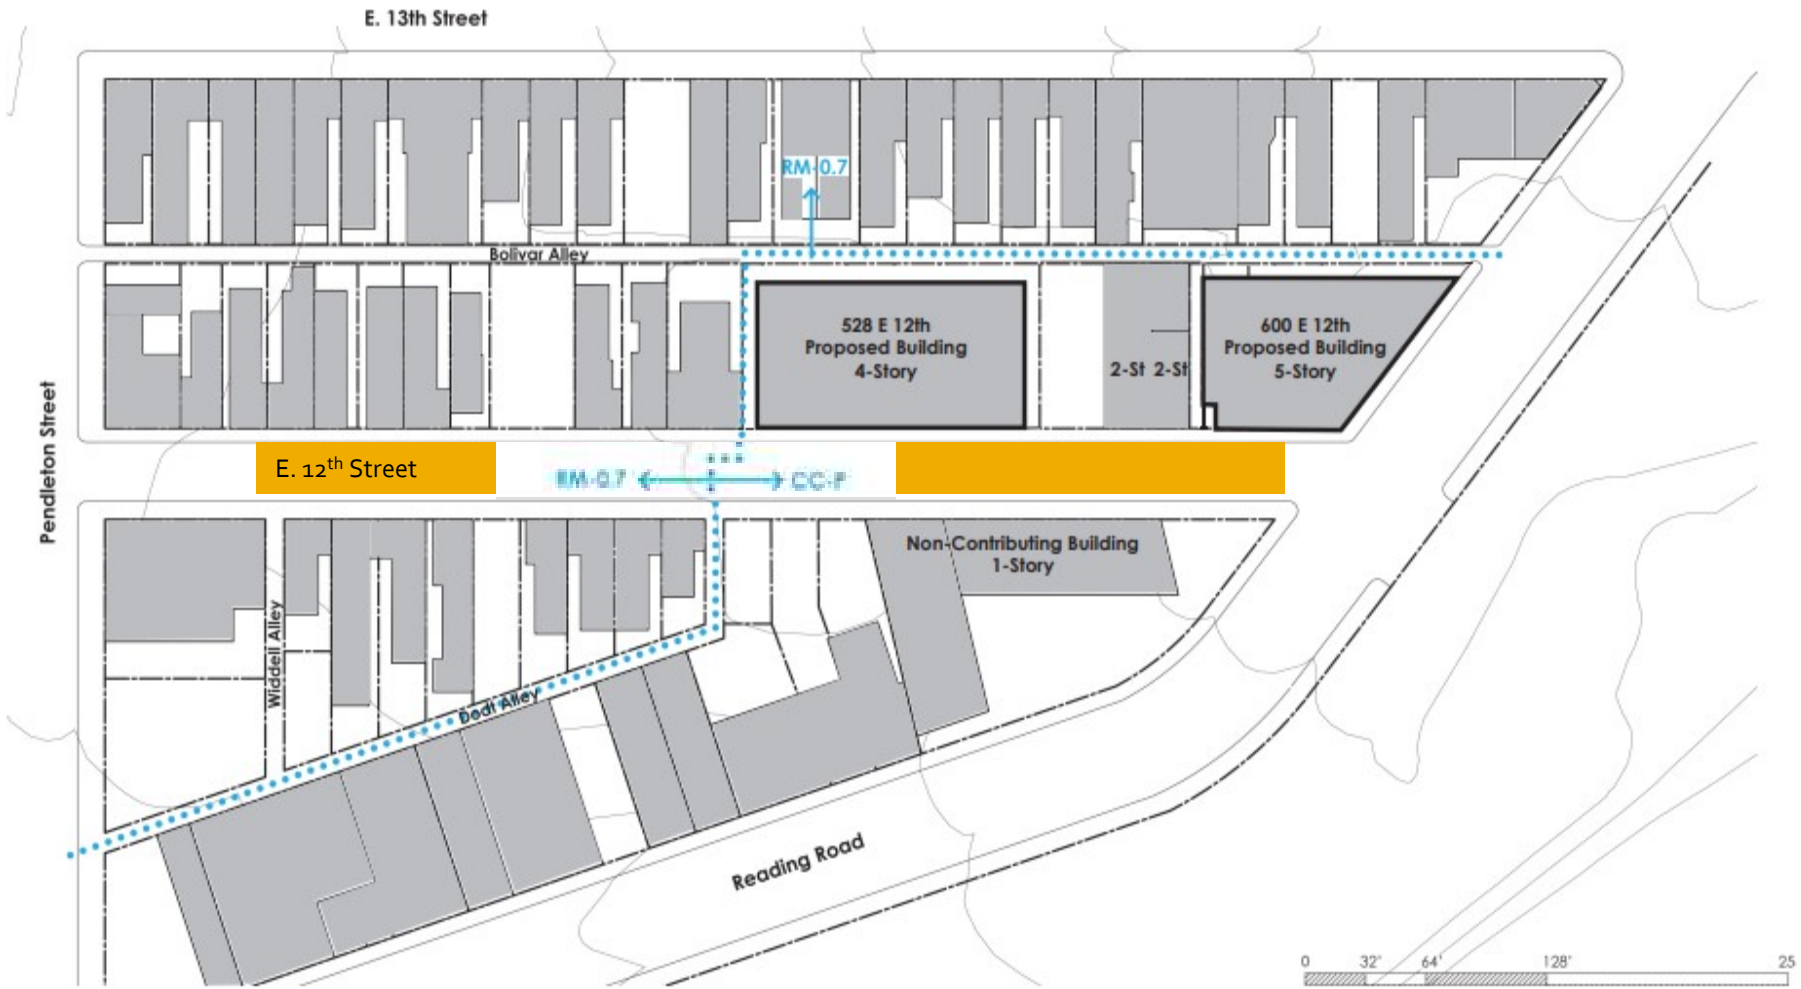 E. 13th Street
RM-0.7
Bolivar Alley
528 E 12th
Proposed Building
4-Story
2-St 2-St
600 E 12th
Proposed Building
5-Story
Pendleton Street
E. 12th Street
RM-0.7
CC-P
Non-Contributing Building
1-Story
Widdell Alley
Dodt Alley
Reading Road
0 32' 64' 128' 25